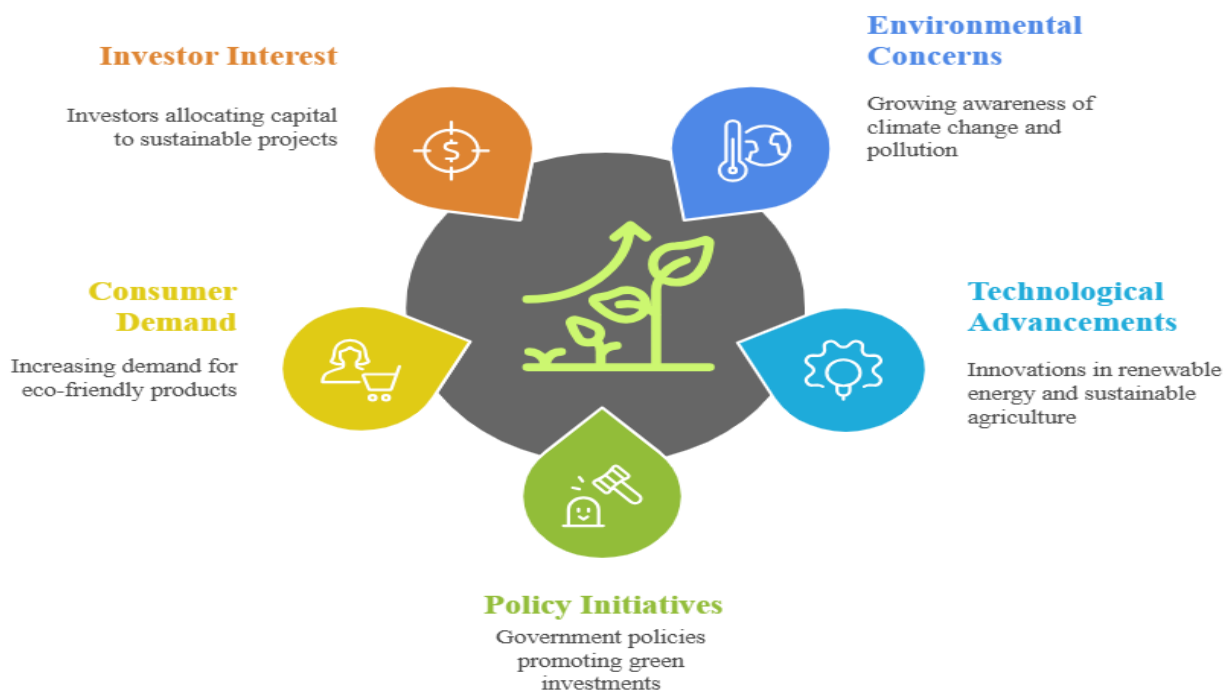 Investor Interest
Investors allocating capital
to sustainable projects
Environmental
Concerns
Growing awareness of
climate change and
pollution
Consumer
Demand
Increasing demand for
eco-friendly products
Technological
Advancements
Innovations in renewable
energy and sustainable
agriculture
Policy Initiatives
Government policies
promoting green
investments
$